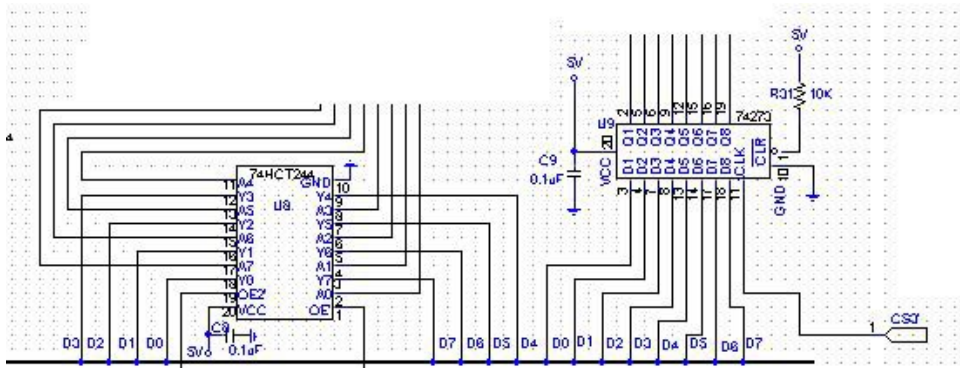 5V
5V
R31
10K
2
5
6
9
12
15
16
19
74273
U9
20
Q1
Q2
Q3
Q4
Q5
Q6
Q7
Q8
VCC
D1
D2
D3
D4
D5
D6
D7
D8
CLK
CLR
1
10
GND
C9
0.1uF
3
4
7
8
13
14
17
18
11
74HCT244
U8
11
A4
GND
10
12
Y3
Y4
9
13
A5
A3
8
14
Y2
Y5
7
15
A6
A2
6
16
Y1
Y6
5
17
A7
A1
4
18
Y0
Y7
3
19
OE2
A0
2
20
VCC
OE
1
5V
0.1uF
D3
D2
D1
D0
D7
D6
D5
D4
D0
D1
D2
D3
D4
D5
D6
D7
1